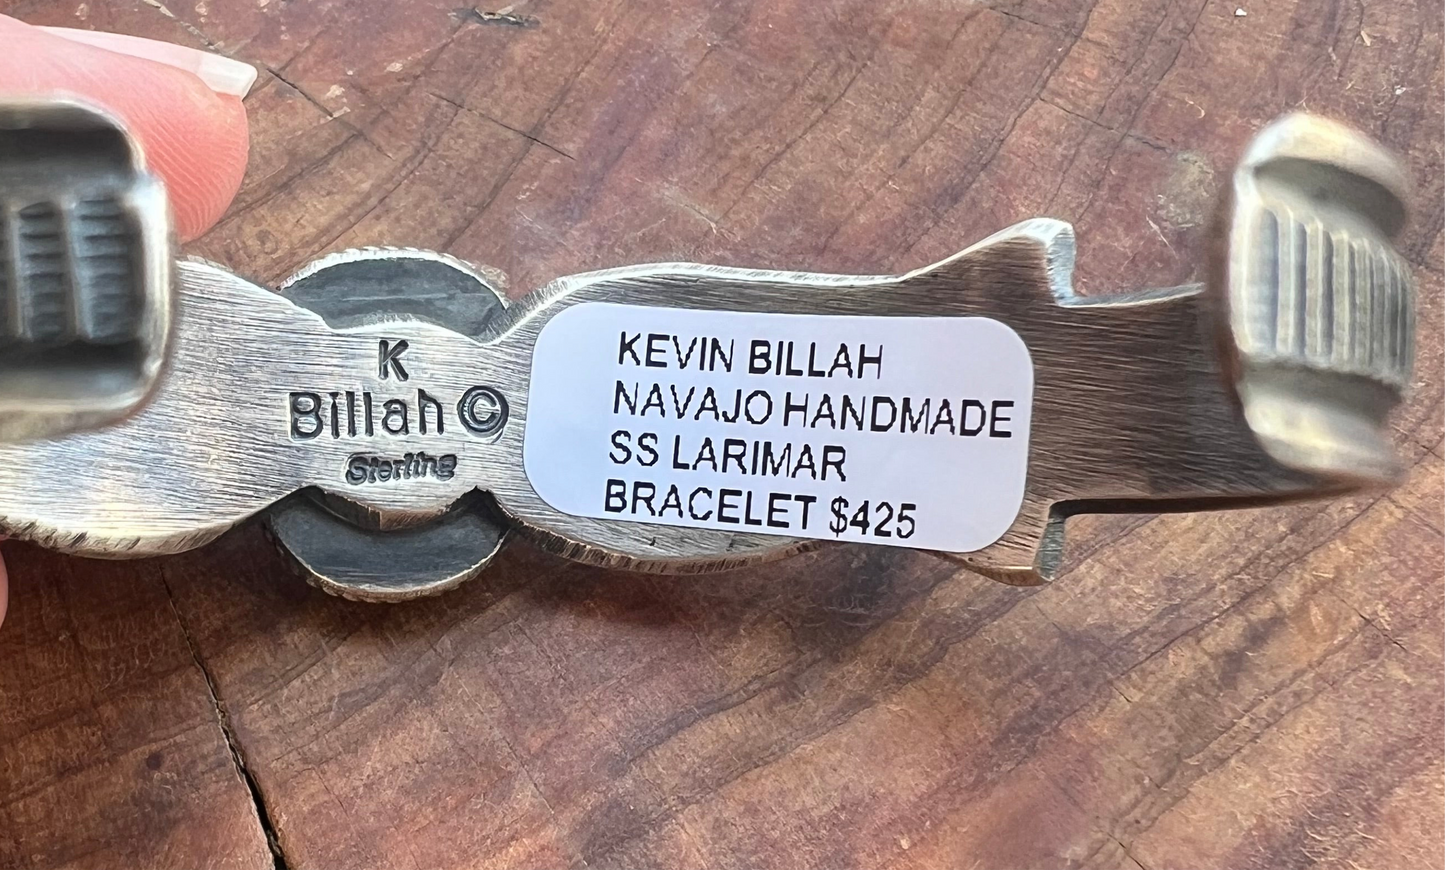 K
Billah ©
Sterling
KEVIN BILLAH
NAVAJO HANDMADE
SS LARIMAR
BRACELET $425